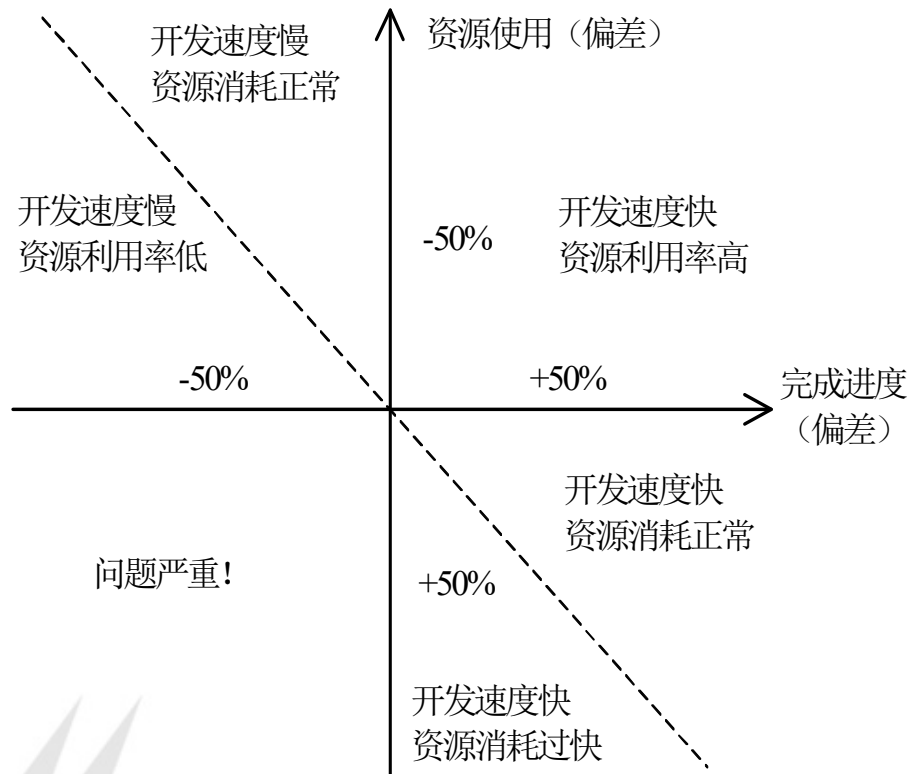 开发速度慢
资源消耗正常
资源使用（偏差）
开发速度慢
资源利用率低
-50%
开发速度快
资源利用率高
-50%
+50%
完成进度
（偏差）
开发速度快
资源消耗正常
问题严重！
+50%
开发速度快
资源消耗过快